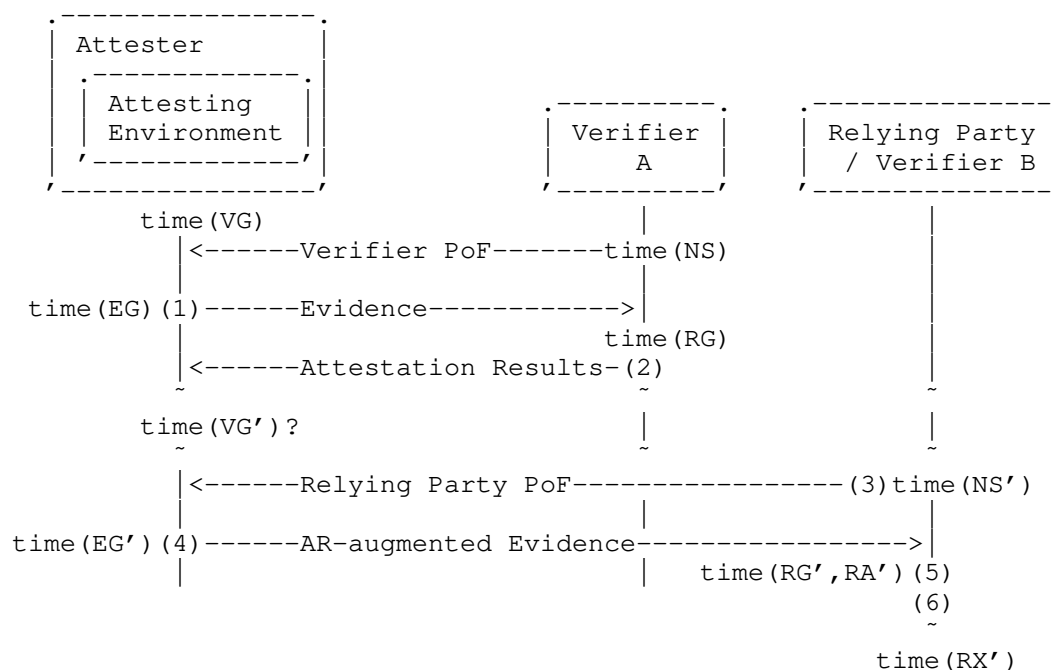 .----------------.
| Attester       |
| .-------------.|
| | Attesting   ||             .----------.    .---------------
| | Environment ||             | Verifier |    | Relying Party
| '-------------'|             |     A    |    |  / Verifier B
'----------------'             '----------'    '---------------
      time(VG)                       |                 |
        |<------Verifier PoF-------time(NS)            |
        |                            |                 |
time(EG)(1)------Evidence------------>|                |
        |                          time(RG)            |
        |<------Attestation Results-(2)                |
        ~                            ~                 ~
      time(VG')?                     |                 |
        ~                            ~                 ~
        |<------Relying Party PoF-----------------(3)time(NS')
        |                            |                 |
time(EG')(4)------AR-augmented Evidence----------------->|
        |                            |   time(RG',RA')(5)
                                                      (6)
                                                       ~
                                                    time(RX')